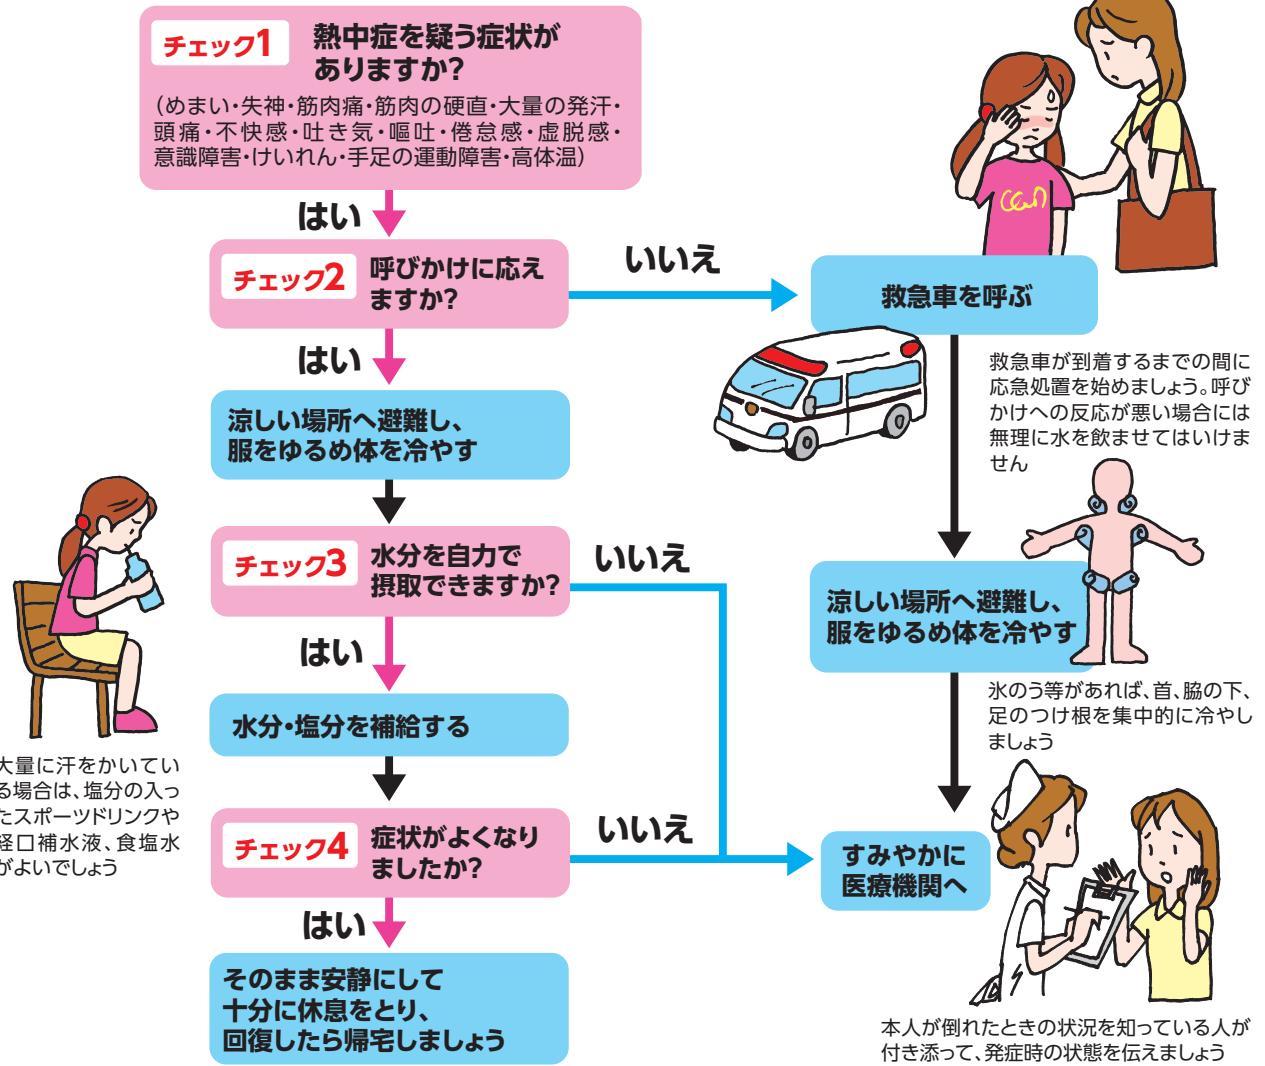 チェック1
熱中症を疑う症状が
ありますか?
(めまい・失神・筋肉痛・筋肉の硬直・大量の発汗・
頭痛・不快感・吐き気・嘔吐・倦怠感・虚脱感・
意識障害・けいれん・手足の運動障害・高体温)
はい
チェック2
呼びかけに応え
ますか?
いいえ
救急車を呼ぶ
救急車が到着するまでの間に
応急処置を始めましょう。呼び
かけへの反応が悪い場合には
無理に水を飲ませてはいけま
せん
はい
涼しい場所へ避難し、
服をゆるめ体を冷やす
チェック3
水分を自力で
摂取できますか?
いいえ
涼しい場所へ避難し、
服をゆるめ体を冷やす
氷のう等があれば、首、脇の下、
足のつけ根を集中的に冷やし
ましょう
はい
水分・塩分を補給する
大量に汗をかいてい
る場合は、塩分の入っ
たスポーツドリンクや
経口補水液、食塩水
がよいでしょう
チェック4
症状がよくなり
ましたか?
いいえ
すみやかに
医療機関へ
はい
そのまま安静にして
十分に休息をとり、
回復したら帰宅しましょう
本人が倒れたときの状況を知っている人が
付き添って、発症時の状態を伝えましょう